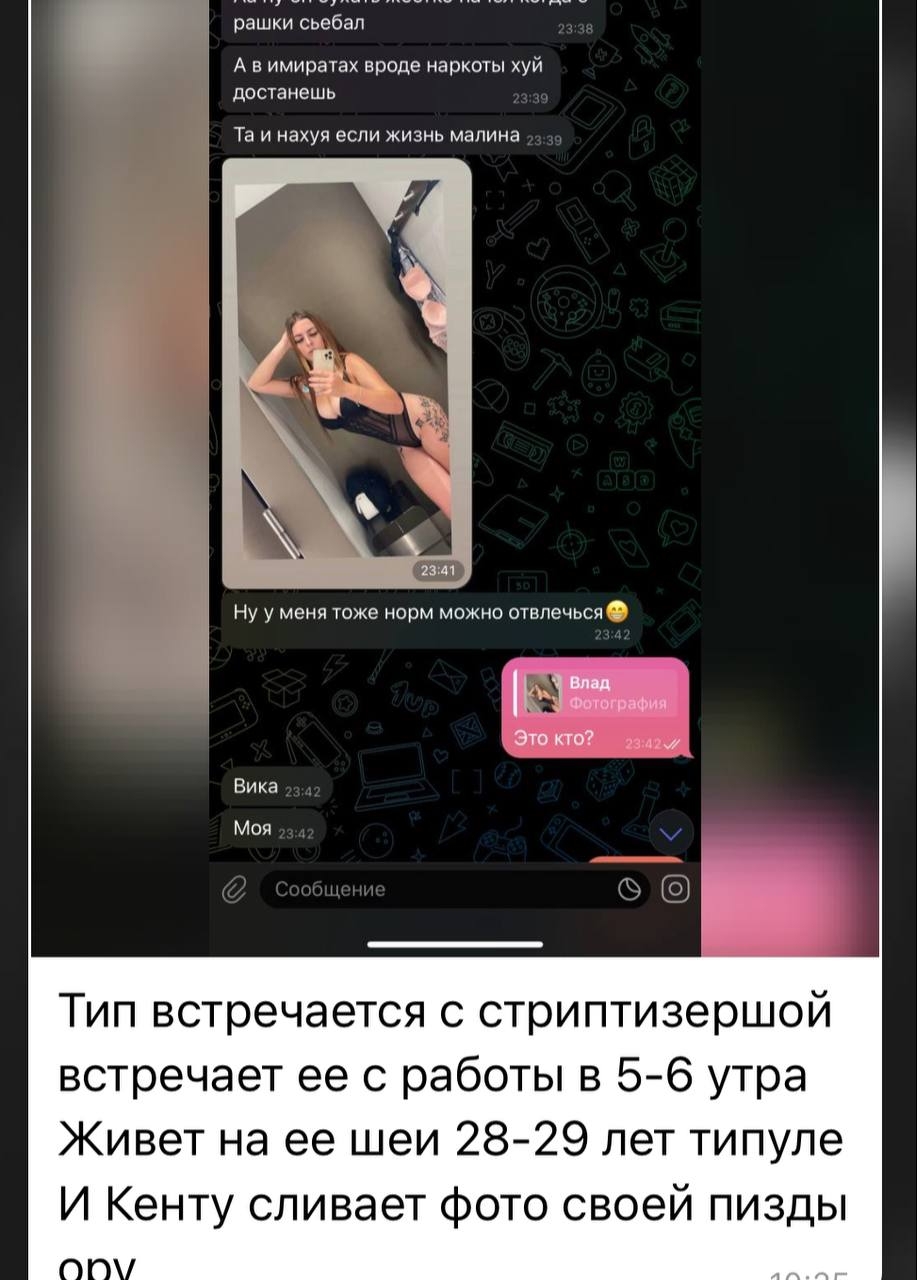 рашки сьебал
23:38
А в имиратах вроде наркоты хуй
достанешь
23:39
Та и нахуя если жизнь малина 23:39
23:41
Ну у меня тоже норм можно отвлечься😁
23:42
Влад
Фотография
Это кто? 23:42
Вика 23:42
Моя 23:42
Сообщение
Тип встречается с стриптизершой
встречает ее с работы в 5-6 утра
Живет на ее шеи 28-29 лет типуле
И Кенту сливает фото своей пизды
ору